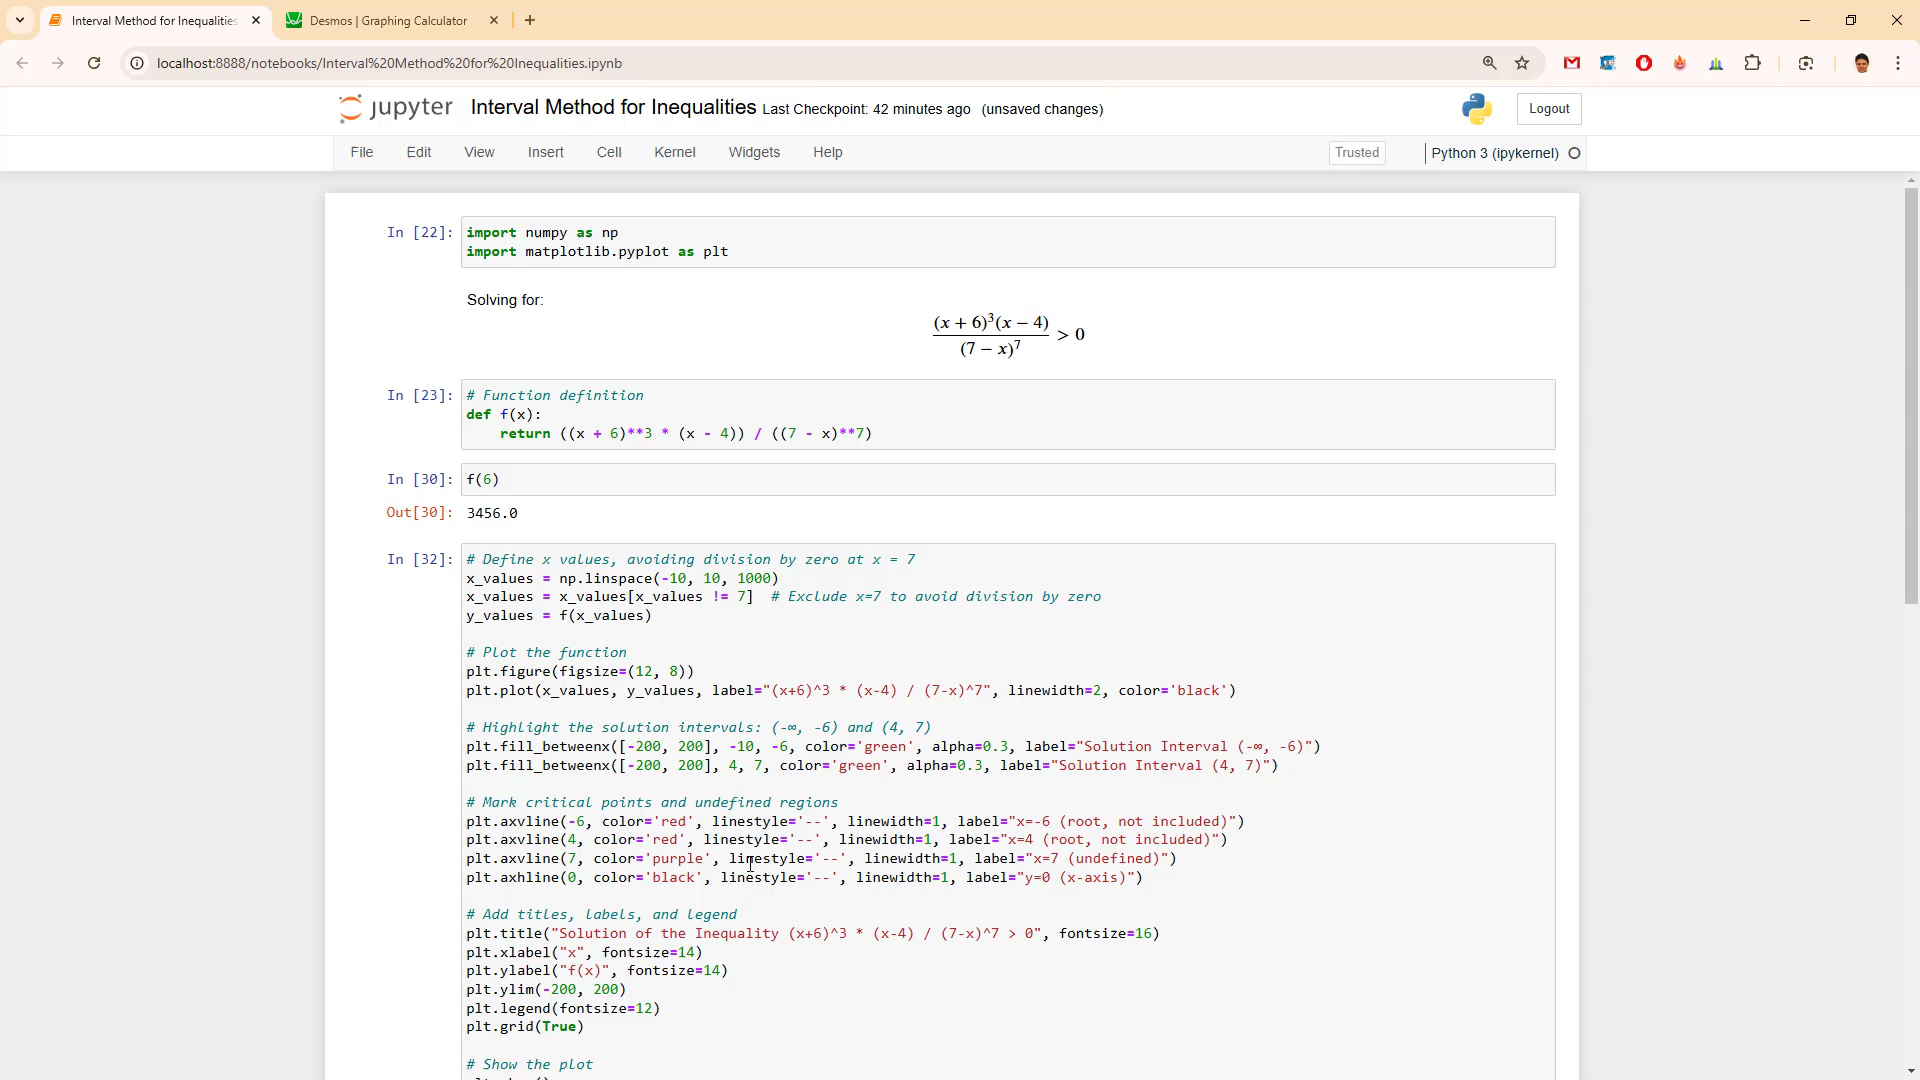 Interval Method for Inequalities
Desmos | Graphing Calculator
localhost:8888/notebooks/Interval%20Method%20for%20Inequalities.ipynb
jupyter Interval Method for Inequalities Last Checkpoint: 42 minutes ago (unsaved changes)
Logout
File Edit View Insert Cell Kernel Widgets Help
Trusted
Python 3 (ipykernel)
In [22]: import numpy as np
import matplotlib.pyplot as plt
Solving for:
(x + 6)³(x − 4)
(7 − x)⁷
> 0
In [23]: # Function definition
def f(x):
    return ((x + 6)**3 * (x - 4)) / ((7 - x)**7)
In [30]: f(6)
Out[30]: 3456.0
In [32]: # Define x values, avoiding division by zero at x = 7
x_values = np.linspace(-10, 10, 1000)
x_values = x_values[x_values != 7]  # Exclude x=7 to avoid division by zero
y_values = f(x_values)
# Plot the function
plt.figure(figsize=(12, 8))
plt.plot(x_values, y_values, label="(x+6)^3 * (x-4) / (7-x)^7", linewidth=2, color='black')
# Highlight the solution intervals: (-∞, -6) and (4, 7)
plt.fill_betweenx([-200, 200], -10, -6, color='green', alpha=0.3, label="Solution Interval (-∞, -6)")
plt.fill_betweenx([-200, 200], 4, 7, color='green', alpha=0.3, label="Solution Interval (4, 7)")
# Mark critical points and undefined regions
plt.axvline(-6, color='red', linestyle='--', linewidth=1, label="x=-6 (root, not included)")
plt.axvline(4, color='red', linestyle='--', linewidth=1, label="x=4 (root, not included)")
plt.axvline(7, color='purple', linestyle='--', linewidth=1, label="x=7 (undefined)")
plt.axhline(0, color='black', linestyle='--', linewidth=1, label="y=0 (x-axis)")
# Add titles, labels, and legend
plt.title("Solution of the Inequality (x+6)^3 * (x-4) / (7-x)^7 > 0", fontsize=16)
plt.xlabel("x", fontsize=14)
plt.ylabel("f(x)", fontsize=14)
plt.ylim(-200, 200)
plt.legend(fontsize=12)
plt.grid(True)
# Show the plot